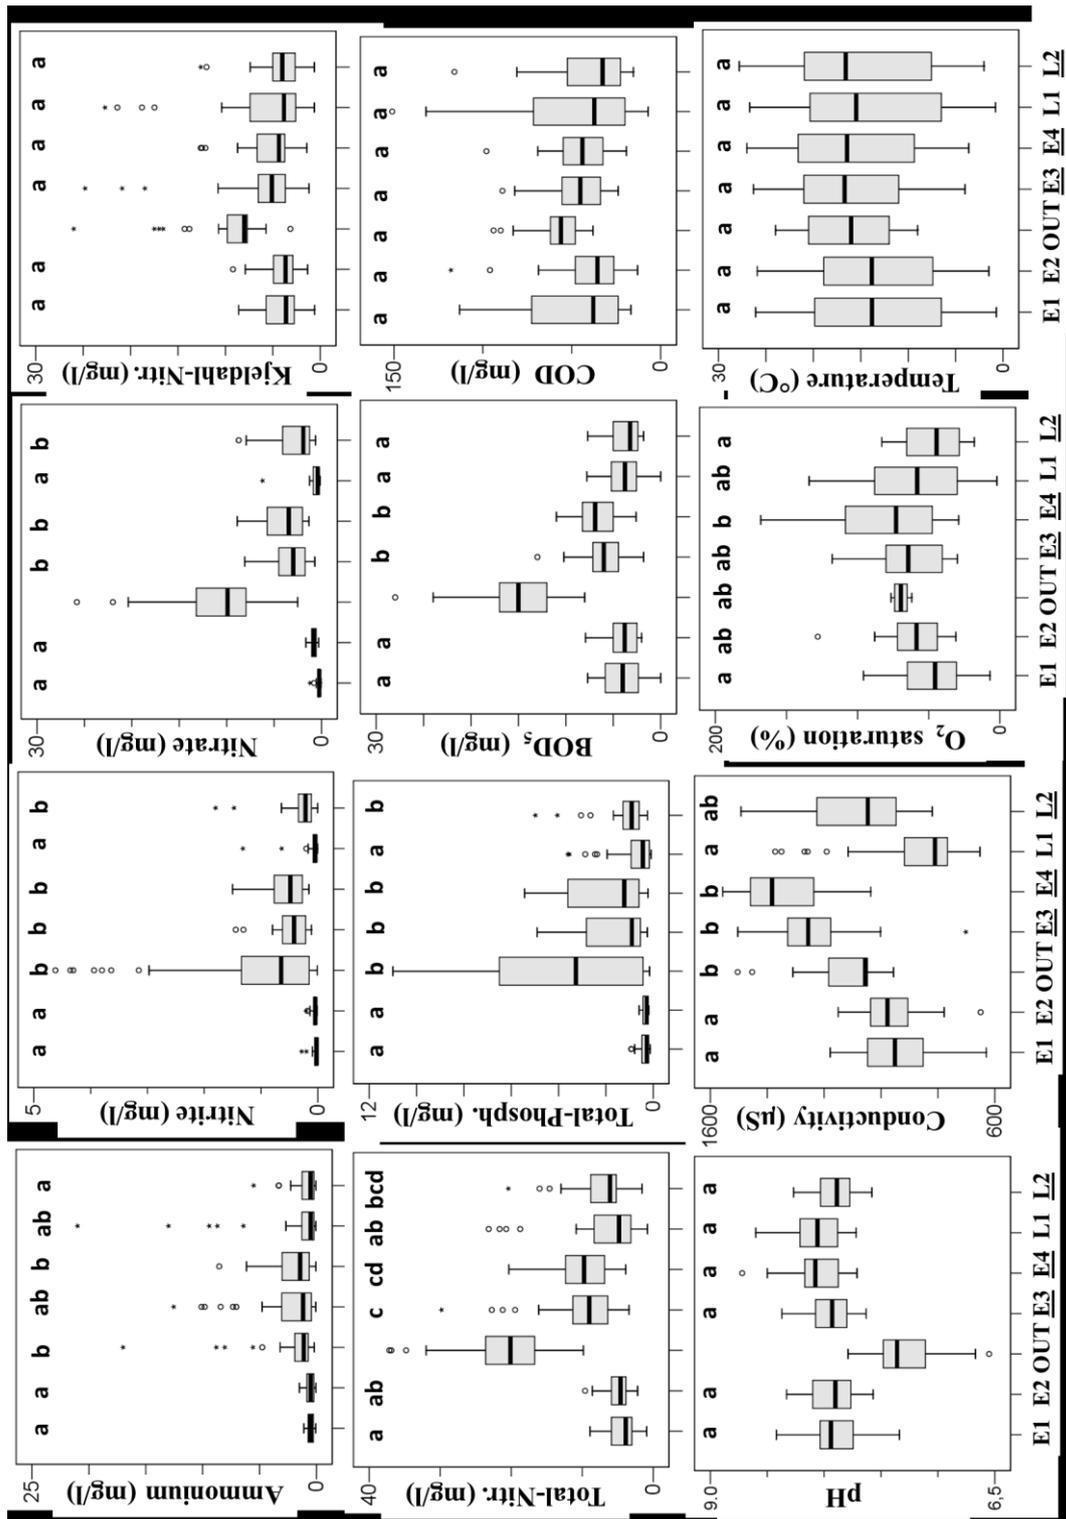 25
Ammonium (mg/l)
0
a a b ab b ab a
5
Nitrite (mg/l)
0
a a b b b a b
30
Nitrate (mg/l)
0
a a b b a b
30
Kjeldahl-Nitr. (mg/l)
0
a a a a a a
40
Total-Nitr. (mg/l)
0
a ab c cd ab bcd
12
Total-Phosph. (mg/l)
0
a a b b b a b
30
BOD5 (mg/l)
0
a a b b a a
150
COD (mg/l)
0
a a a a a a a
9.0
pH
6,5
a a a a a a
E1 E2 OUT E3 E4 L1 L2
1600
Conductivity (µS)
600
a a b b b a ab
E1 E2 OUT E3 E4 L1 L2
200
O2 saturation (%)
0
a ab ab ab b ab a
E1 E2 OUT E3 E4 L1 L2
30
Temperature (°C)
0
a a a a a a a
E1 E2 OUT E3 E4 L1 L2